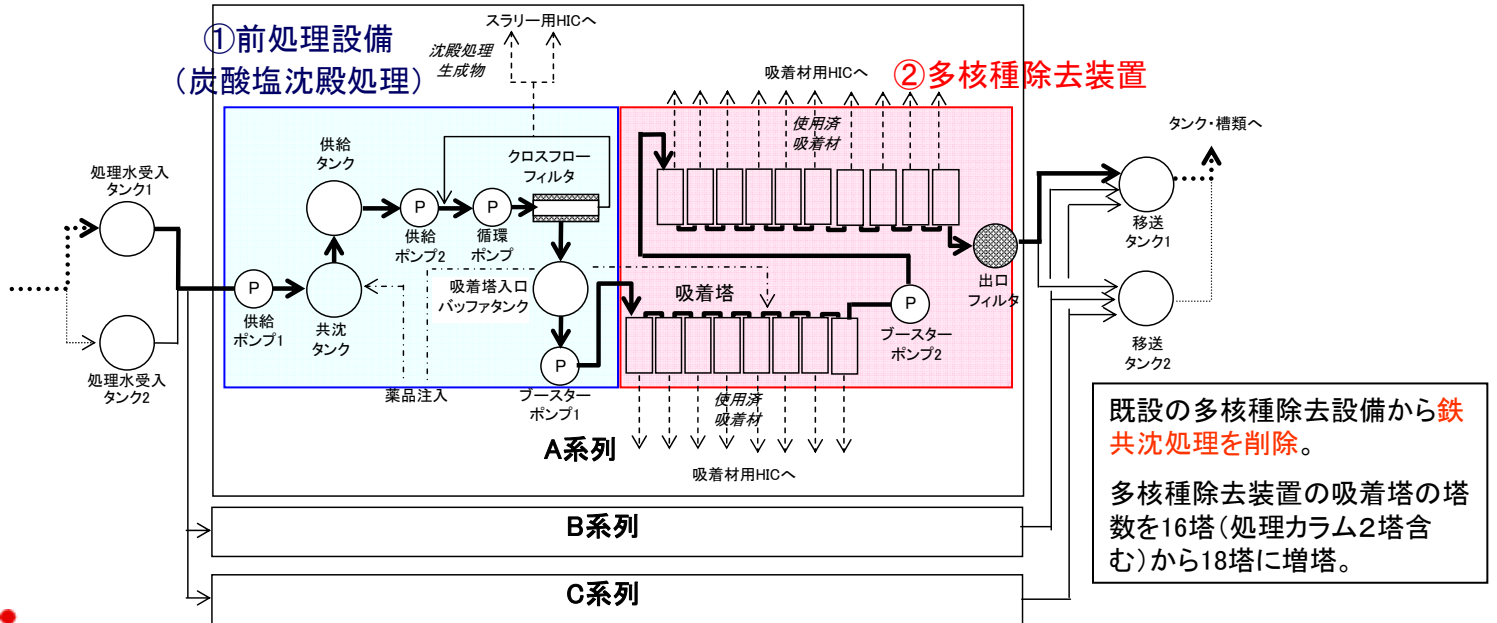 ①前処理設備
（炭酸塩沈殿処理）
スラリー用HICへ
沈殿処理
生成物
吸着材用HICへ
②多核種除去装置
使用済
吸着材
タンク・槽類へ
処理水受入
タンク1
供給
タンク
クロスフロー
フィルタ
P
P
供給
ポンプ2
循環
ポンプ
移送
タンク1
P
供給
ポンプ1
共沈
タンク
吸着塔入口
バッファタンク
吸着塔
P
ブースター
ポンプ2
出口
フィルタ
処理水受入
タンク2
薬品注入
P
ブースター
ポンプ1
使用済
吸着材
移送
タンク2
A系列
吸着材用HICへ
既設の多核種除去設備から鉄
共沈処理を削除。
多核種除去装置の吸着塔の塔
数を16塔（処理カラム２塔含
む）から18塔に増塔。
B系列
C系列